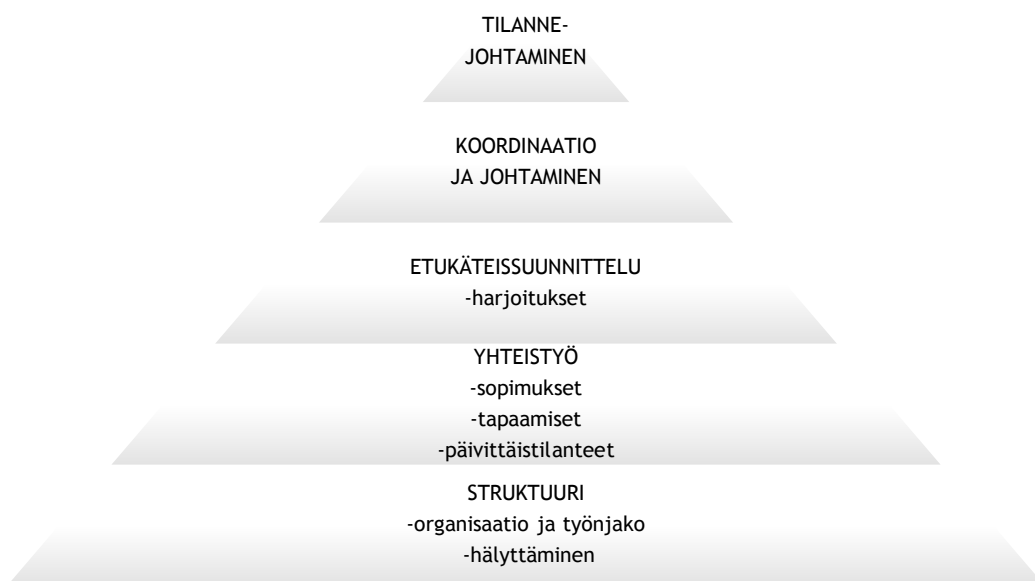 TILANNE-
JOHTAMINEN
KOORDINAATIO
JA JOHTAMINEN
ETUKÄTEISSUUNNITTELU
-harjoitukset
YHTEISTYÖ
-sopimukset
-tapaamiset
-päivittäistilanteet
STRUKTUURI
-organisaatio ja työnjako
-hälyttäminen